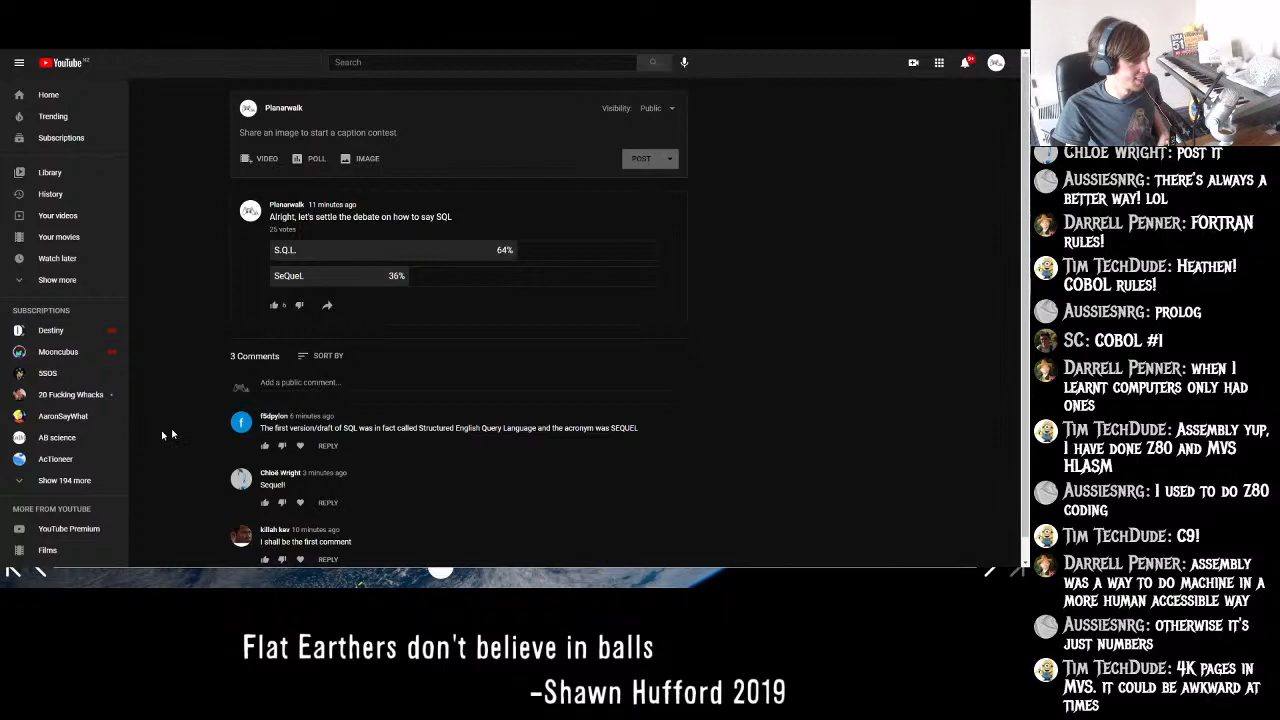 YouTube NZ
Search
9+
Home
Trending
Subscriptions
Library
History
Your videos
Your movies
Watch later
Show more
SUBSCRIPTIONS
Destiny
Mooncubus
5SOS
20 Fucking Whacks
AaronSayWhat
AB science
AcTioneer
Show 194 more
MORE FROM YOUTUBE
YouTube Premium
Films
Planarwalk
Visibility: Public
Share an image to start a caption contest
VIDEO POLL IMAGE
POST
Planarwalk 11 minutes ago
Alright, let's settle the debate on how to say SQL
25 votes
S.Q.L. 64%
SeQueL 36%
6
3 Comments SORT BY
Add a public comment...
f5dpylon 6 minutes ago
The first version/draft of SQL was in fact called Structured English Query Language and the acronym was SEQUEL
REPLY
Chloë Wright 3 minutes ago
Sequel!
REPLY
killah kev 10 minutes ago
I shall be the first comment
REPLY
AREA
51
Chloë Wright: post it
Aussiesnrg: there's always a
better way! lol
Darrell Penner: Fortran
rules!
Tim TechDude: Heathen!
COBOL rules!
Aussiesnrg: Prolog
SC: COBOL #1
Darrell Penner: when I
learnt computers only had
ones
Tim TechDude: Assembly yup,
I have done Z80 and MVS
HLASM
Aussiesnrg: I used to do Z80
coding
Tim TechDude: C9!
Darrell Penner: assembly
was a way to do machine in a
more human accessible way
Aussiesnrg: otherwise it's
just numbers
Tim TechDude: 4K pages in
MVS. It could be awkward at
times
Flat Earthers don't believe in balls
-Shawn Hufford 2019